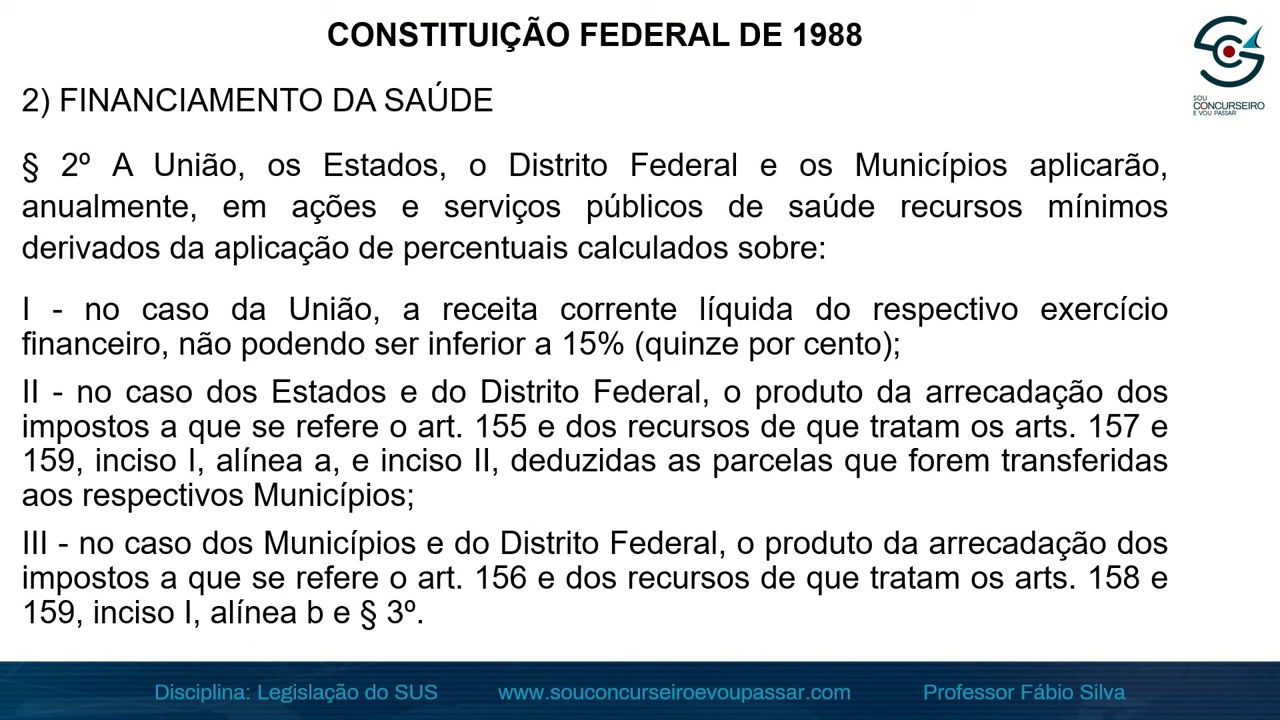 CONSTITUIÇÃO FEDERAL DE 1988
SOU
CONCURSEIRO
E VOU PASSAR
2) FINANCIAMENTO DA SAÚDE
§ 2º A União, os Estados, o Distrito Federal e os Municípios aplicarão,
anualmente, em ações e serviços públicos de saúde recursos mínimos
derivados da aplicação de percentuais calculados sobre:
I - no caso da União, a receita corrente líquida do respectivo exercício
financeiro, não podendo ser inferior a 15% (quinze por cento);
II - no caso dos Estados e do Distrito Federal, o produto da arrecadação dos
impostos a que se refere o art. 155 e dos recursos de que tratam os arts. 157 e
159, inciso I, alínea a, e inciso II, deduzidas as parcelas que forem transferidas
aos respectivos Municípios;
III - no caso dos Municípios e do Distrito Federal, o produto da arrecadação dos
impostos a que se refere o art. 156 e dos recursos de que tratam os arts. 158 e
159, inciso I, alínea b e § 3º.
Disciplina: Legislação do SUS www.souconcurseiroevoupassar.com Professor Fábio Silva